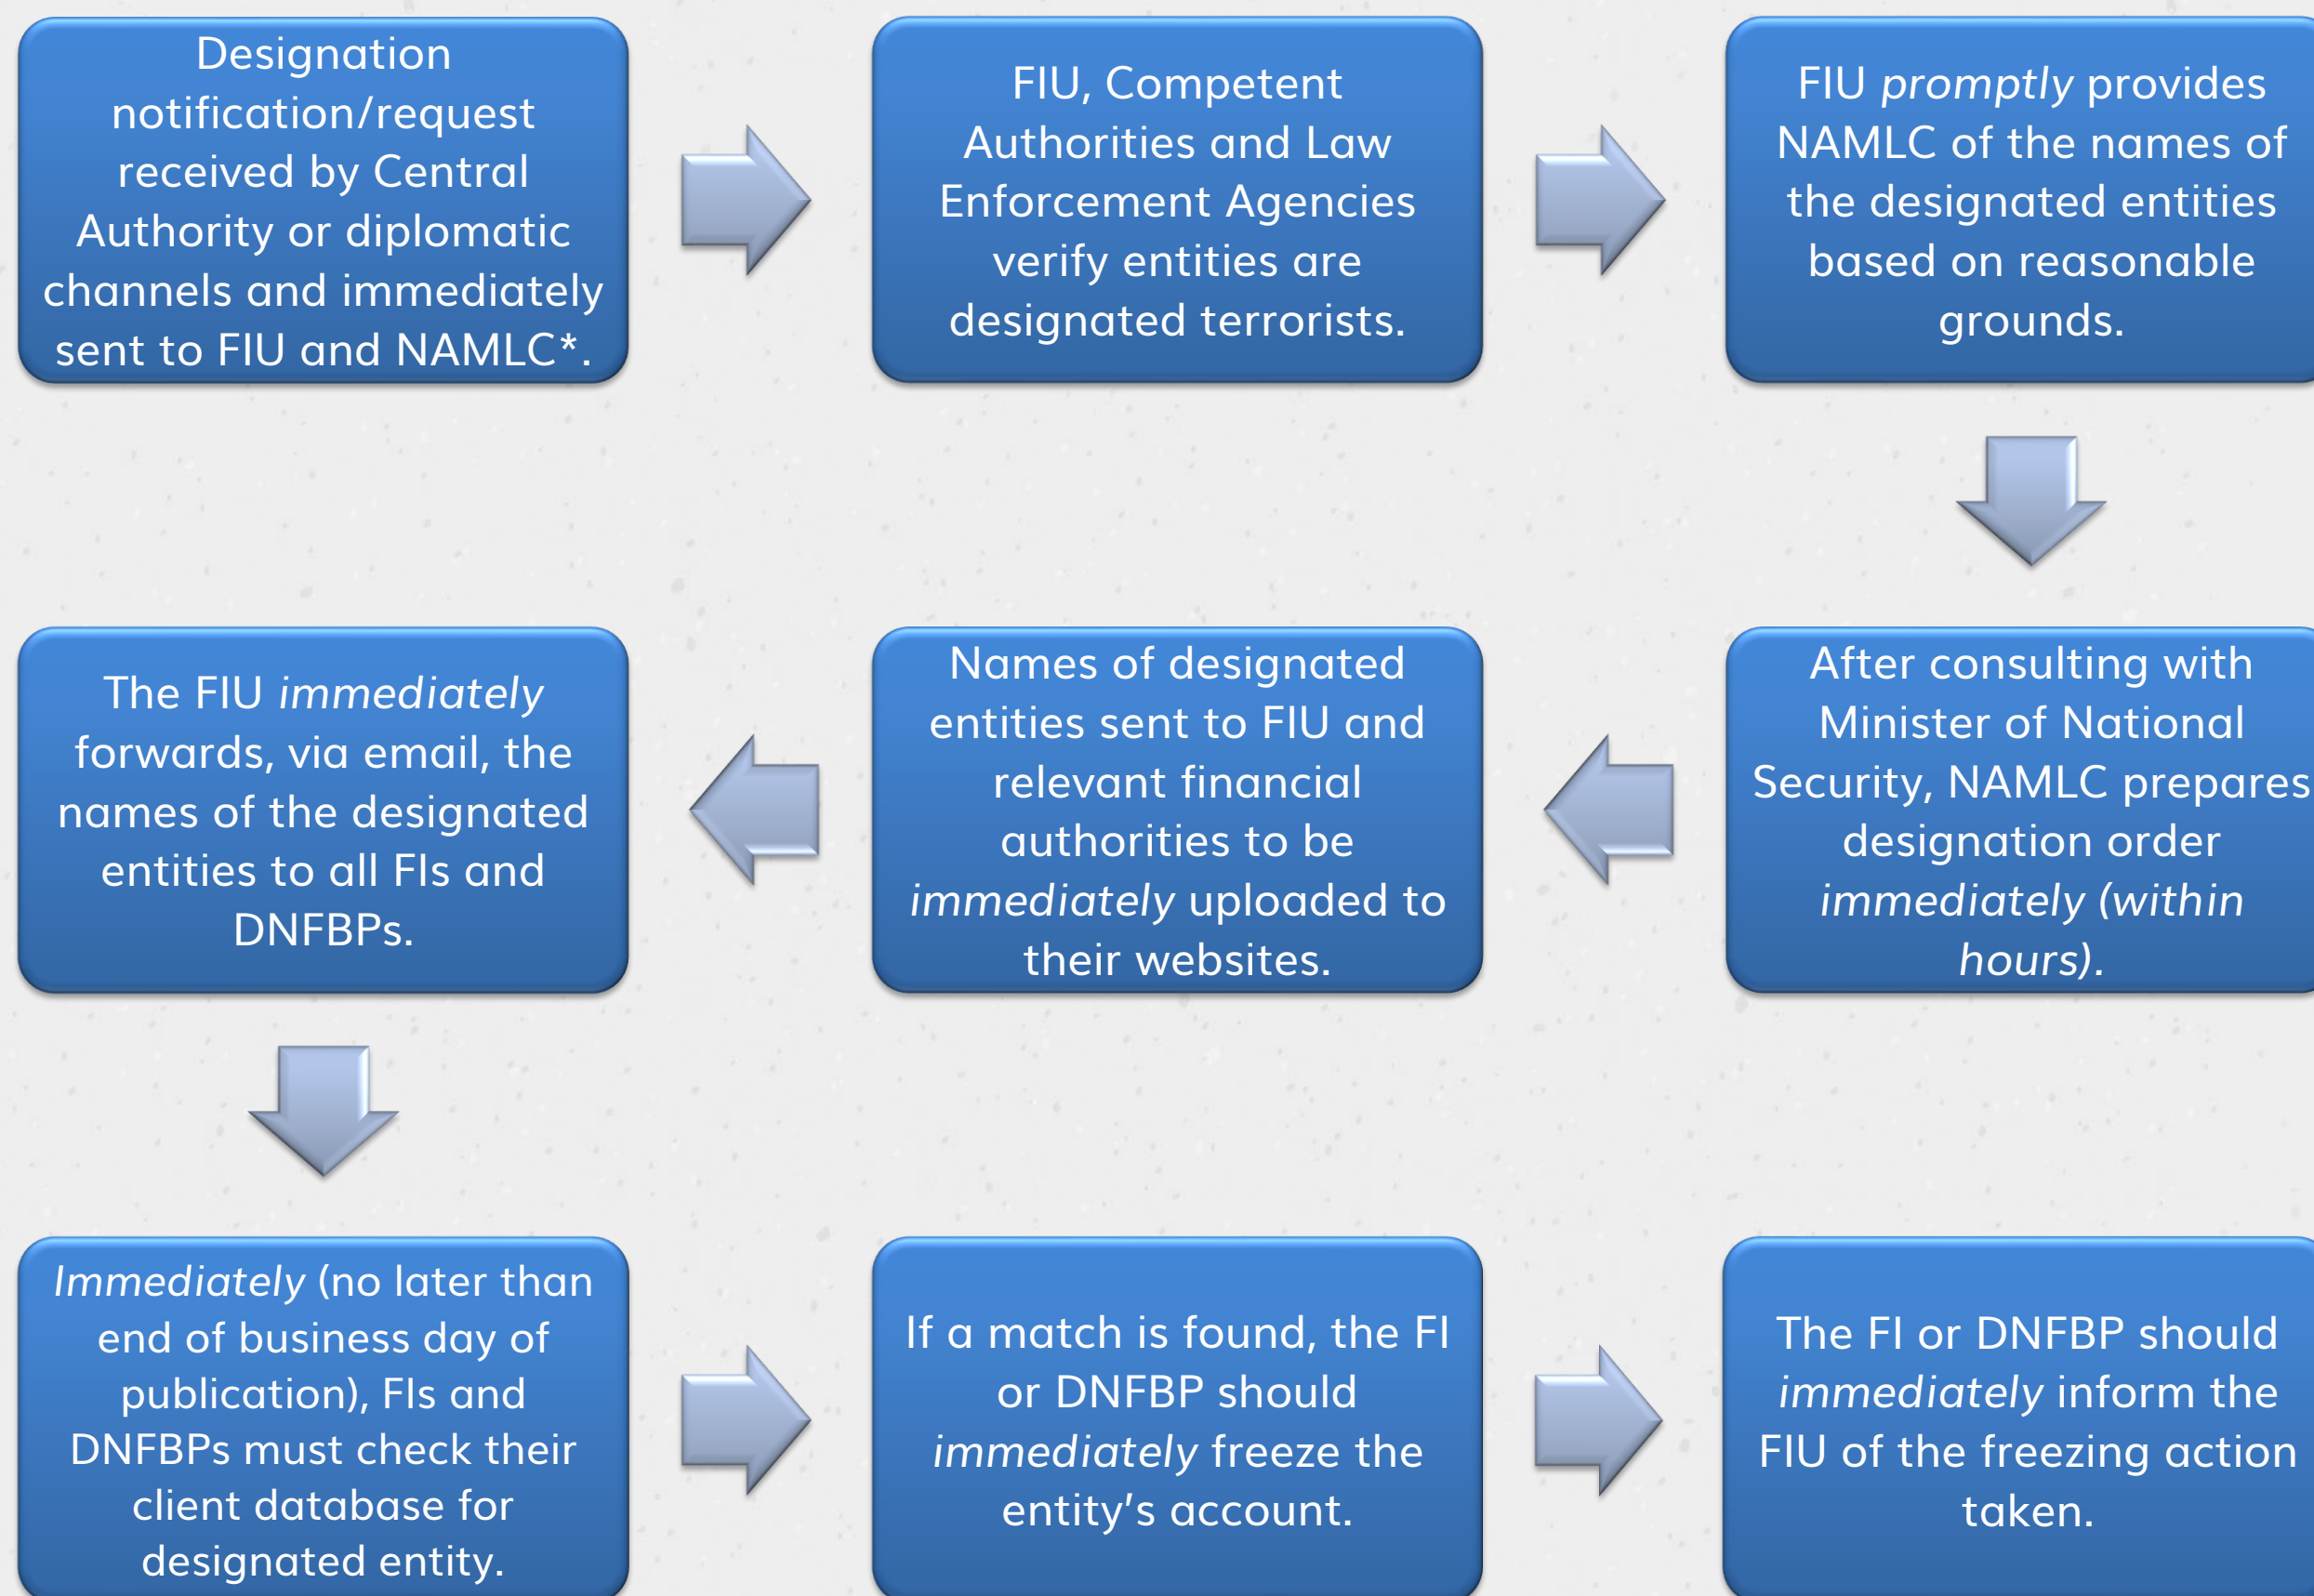 Designation
notification/request
received by Central
Authority or diplomatic
channels and immediately
sent to FIU and NAMLC*.
FIU, Competent
Authorities and Law
Enforcement Agencies
verify entities are
designated terrorists.
FIU promptly provides
NAMLC of the names of
the designated entities
based on reasonable
grounds.
After consulting with
Minister of National
Security, NAMLC prepares
designation order
immediately (within
hours).
Names of designated
entities sent to FIU and
relevant financial
authorities to be
immediately uploaded to
their websites.
The FIU immediately
forwards, via email, the
names of the designated
entities to all FIs and
DNFBPs.
Immediately (no later than
end of business day of
publication), FIs and
DNFBPs must check their
client database for
designated entity.
If a match is found, the FI
or DNFBP should
immediately freeze the
entity's account.
The FI or DNFBP should
immediately inform the
FIU of the freezing action
taken.